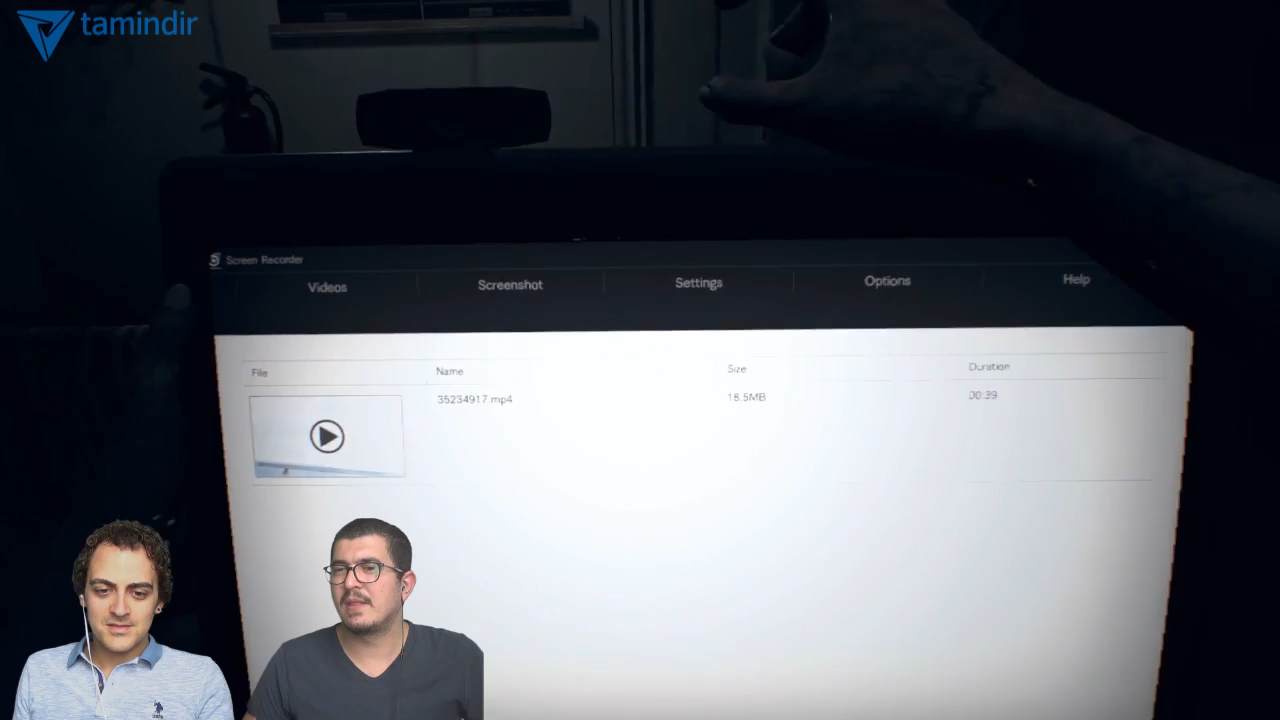 tamindir
Screen Recorder
Videos Screenshot Settings Options Help
File Name Size Duration
35234917.mp4 18.5MB 00:39